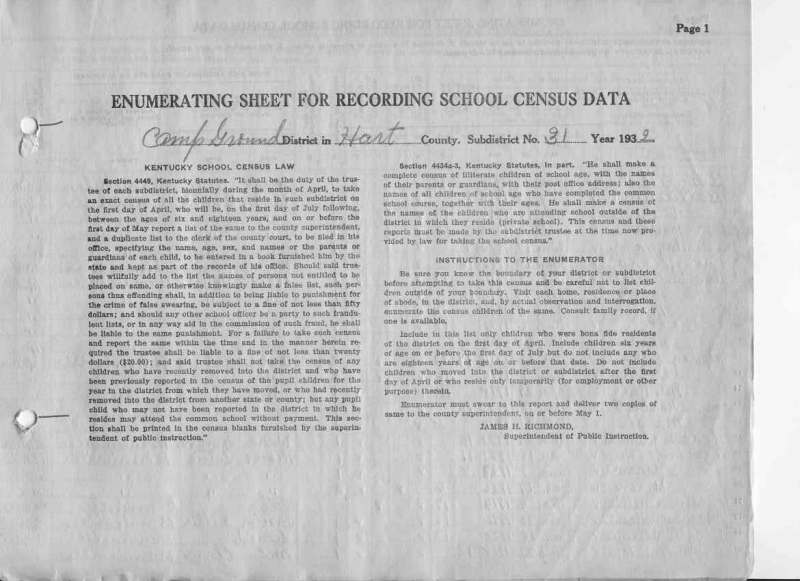 Page 1
ENUMERATING SHEET FOR RECORDING SCHOOL CENSUS DATA
Camp Ground District in Hart County. Subdistrict No. 31 Year 1932
KENTUCKY SCHOOL CENSUS LAW
Section 4449, Kentucky Statutes. "It shall be the duty of the trus-
tee of each subdistrict, biennially during the month of April, to take
an exact census of all the children that reside in such subdistrict on
the first day of April, who will be, on the first day of July following,
between the ages of six and eighteen years, and on or before the
first day of May report a list of the same to the county superintendent,
and a duplicate list to the clerk of the county court, to be filed in his
office, specifying the name, age, sex, and names or the parents or
guardians of each child, to be entered in a book furnished him by the
state and kept as part of the records of his office. Should said trus-
tees willfully add to the list the names of persons not entitled to be
placed on same, or otherwise knowingly make a false list, such per-
sons thus offending shall, in addition to being liable to punishment for
the crime of false swearing, be subject to a fine of not less than fifty
dollars; and should any other school officer be a party to such fraudu-
lent lists, or in any way aid in the commission of such fraud, he shall
be liable to the same punishment. For a failure to take such census
and report the same within the time and in the manner herein re-
quired the trustee shall be liable to a fine of not less than twenty
dollars ($20.00); and said trustee shall not take the census of any
children who have recently removed into the district and who have
been previously reported in the census of the pupil children for the
year in the district from which they have moved, or who had recently
removed into the district from another state or county; but any pupil
child who may not have been reported in the district in which he
resides may attend the common school without payment. This sec-
tion shall be printed in the census blanks furnished by the superin-
tendent of public instruction."
Section 4434a-3, Kentucky Statutes, in part. "He shall make a
complete census of illiterate children of school age, with the names
of their parents or guardians, with their post office address; also the
names of all children of school age who have completed the common
school course, together with their ages. He shall make a census of
the names of the children who are attending school outside of the
district in which they reside (private school). This census and these
reports must be made by the subdistrict trustee at the time now pro-
vided by law for taking the school census."
INSTRUCTIONS TO THE ENUMERATOR
Be sure you know the boundary of your district or subdistrict
before attempting to take this census and be careful not to list chil-
dren outside of your boundary. Visit each home, residence or place
of abode, in the district, and, by actual observation and interrogation,
enumerate the census children of the same. Consult family record, if
one is available.
Include in this list only children who were bona fide residents
of the district on the first day of April. Include children six years
of age on or before the first day of July but do not include any who
are eighteen years of age on or before that date. Do not include
children who moved into the district or subdistrict after the first
day of April or who reside only temporarily (for employment or other
purpose) therein.
Enumerator must swear to this report and deliver two copies of
same to the county superintendent, on or before May 1.
JAMES H. RICHMOND,
Superintendent of Public Instruction.